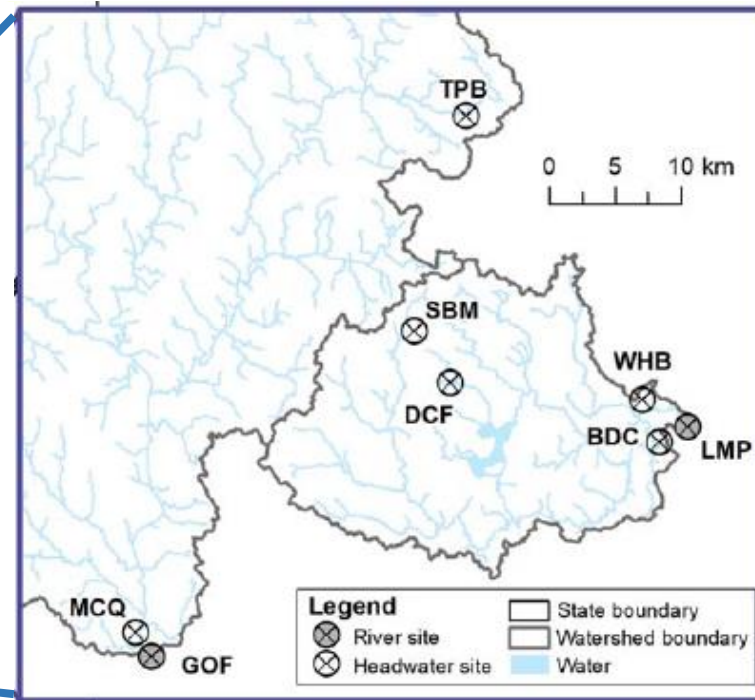 TPB
0 5 10 km
SBM
WHB
DCF
BDC
LMP
MCQ
GOF
Legend
River site
Headwater site
State boundary
Watershed boundary
Water